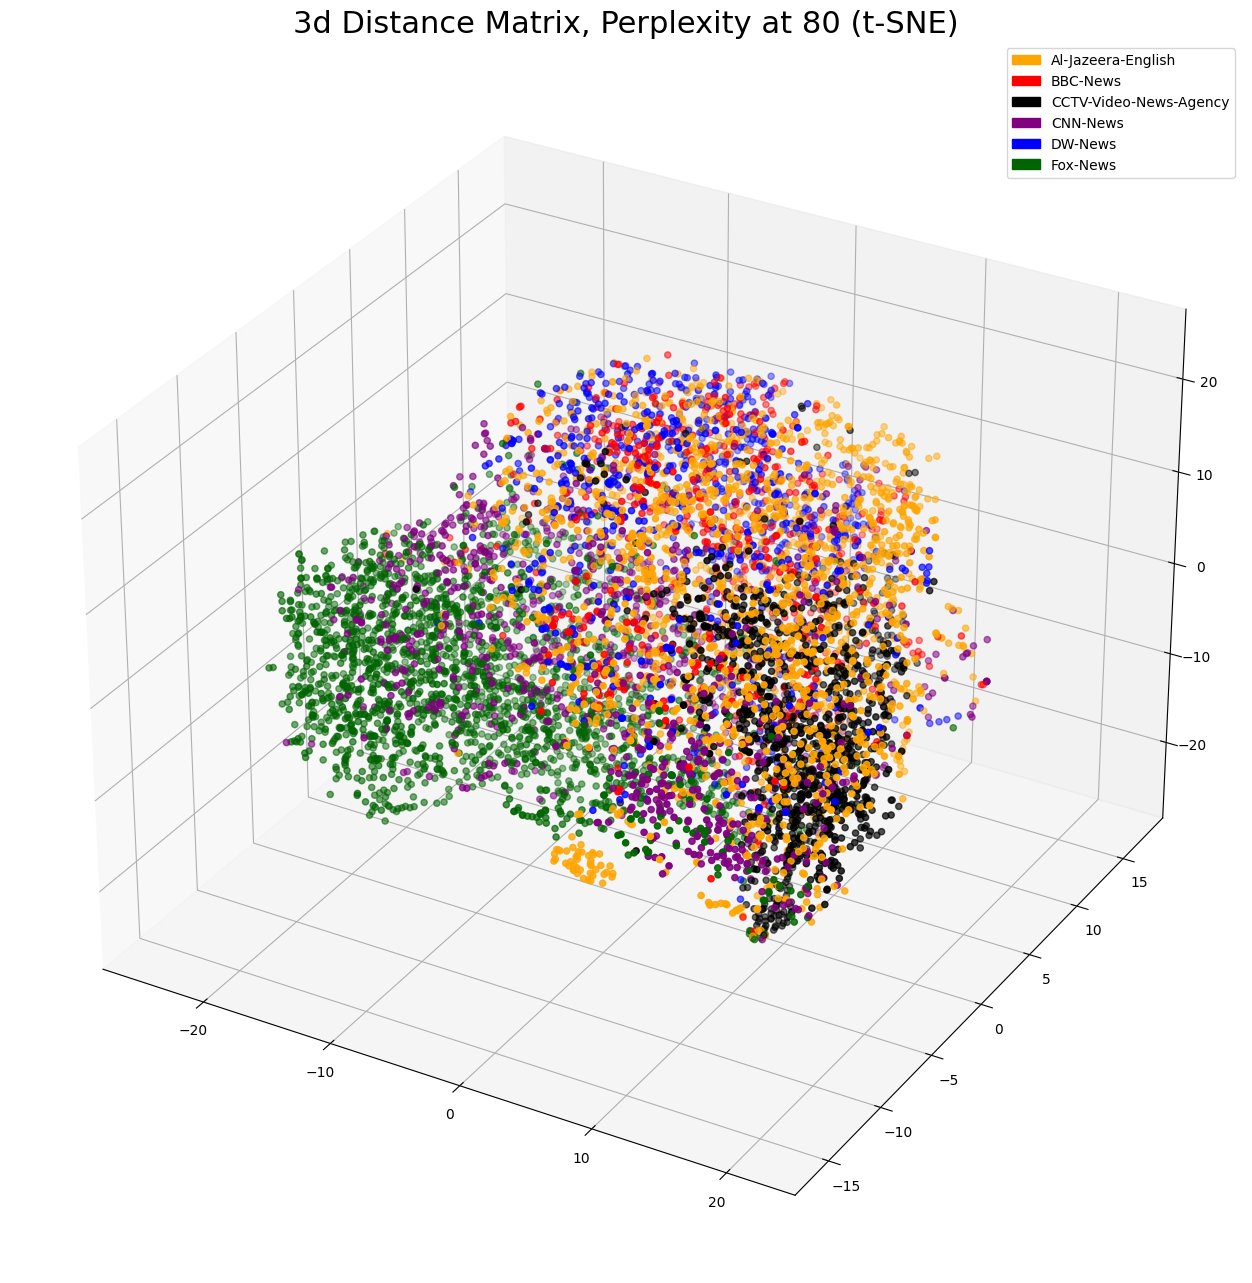 3d Distance Matrix, Perplexity at 80 (t-SNE)
Al-Jazeera-English
BBC-News
CCTV-Video-News-Agency
CNN-News
DW-News
Fox-News
20
10
0
−10
−20
15
10
5
0
−5
−10
−15
−20
−10
0
10
20